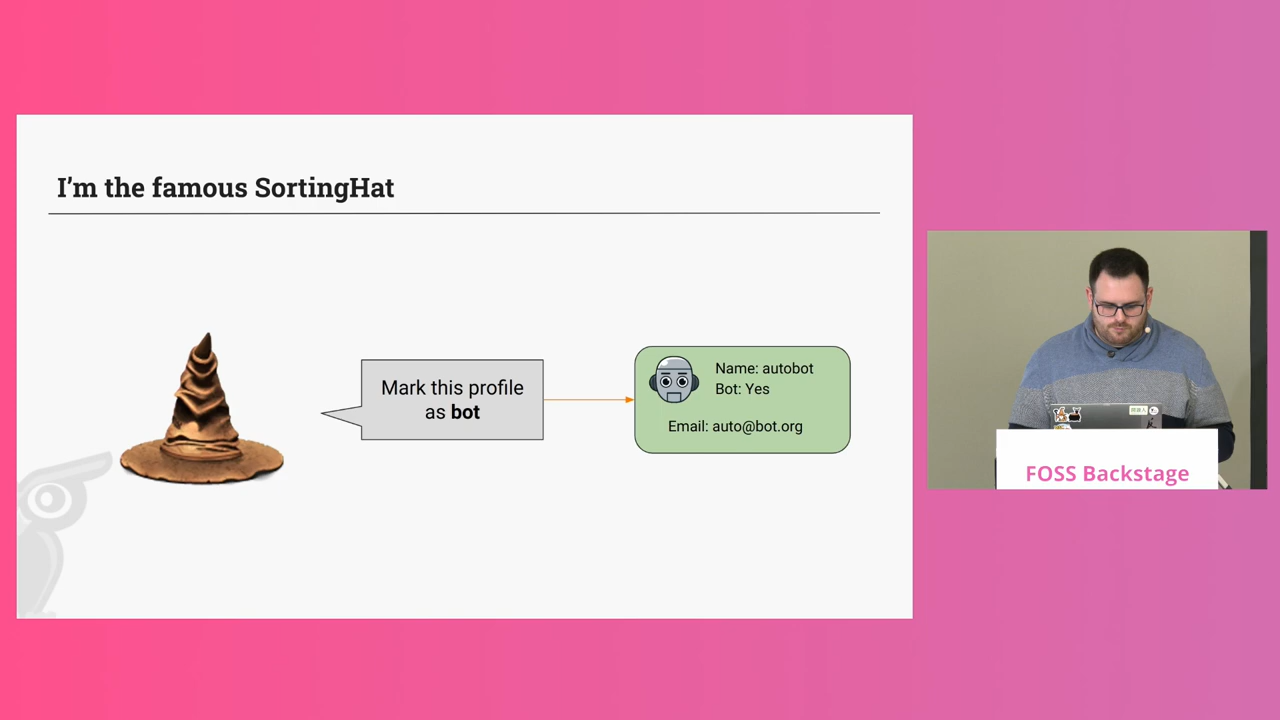 I'm the famous SortingHat
Mark this profile
as bot
Name: autobot
Bot: Yes
Email: auto@bot.org
FOSS Backstage